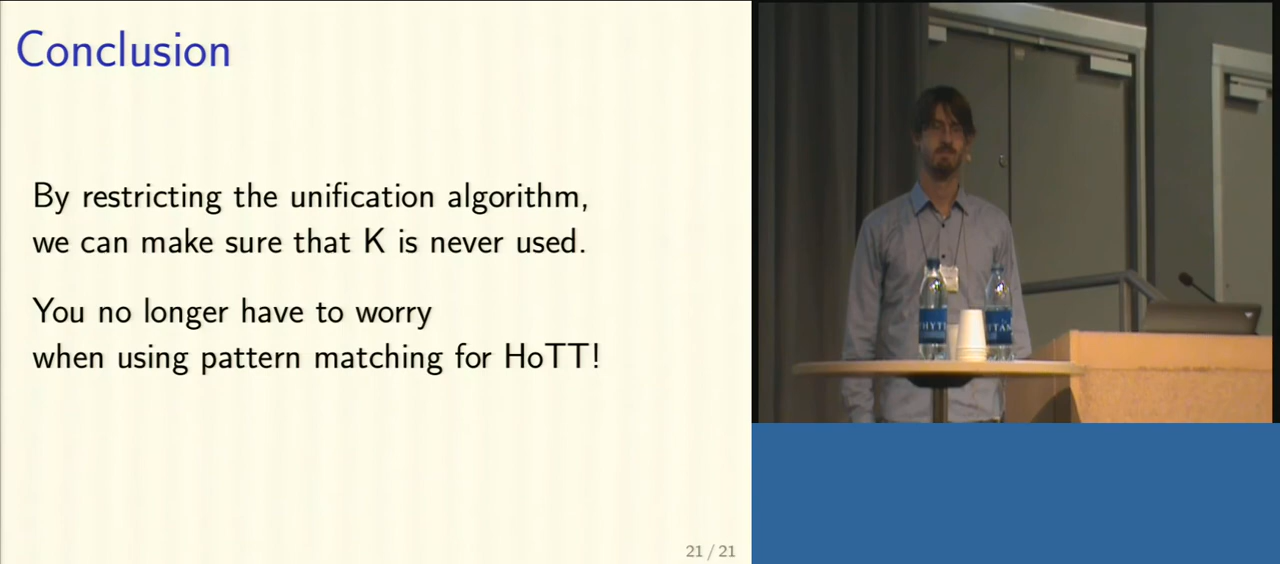 Conclusion
By restricting the unification algorithm,
we can make sure that K is never used.
You no longer have to worry
when using pattern matching for HoTT!
21 / 21